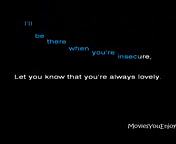 I'll
be
there
when you're
insecure,
Let you know that you're always lovely.
MoviesYouEnjoy